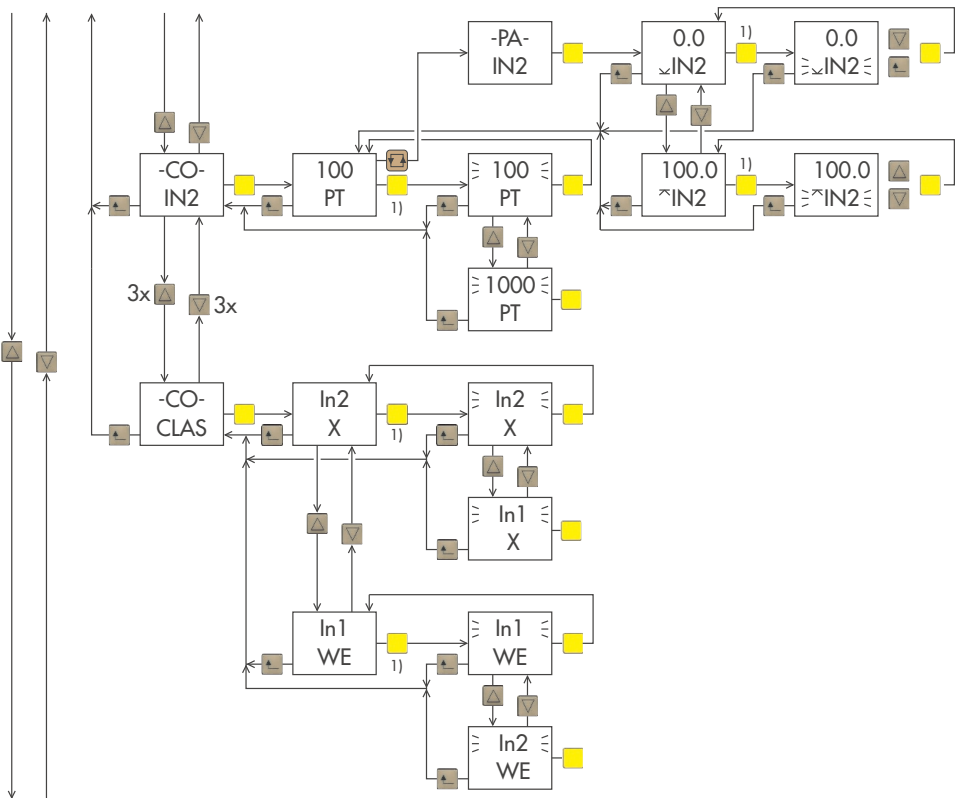 -PA-
IN2
0.0
IN2
1)
0.0
IN2
-CO-
IN2
100
PT
1)
100
PT
100.0
IN2
1)
100.0
IN2
1000
PT
3x
3x
-CO-
CLAS
In2
X
1)
In2
X
In1
X
In1
WE
1)
In1
WE
In2
WE